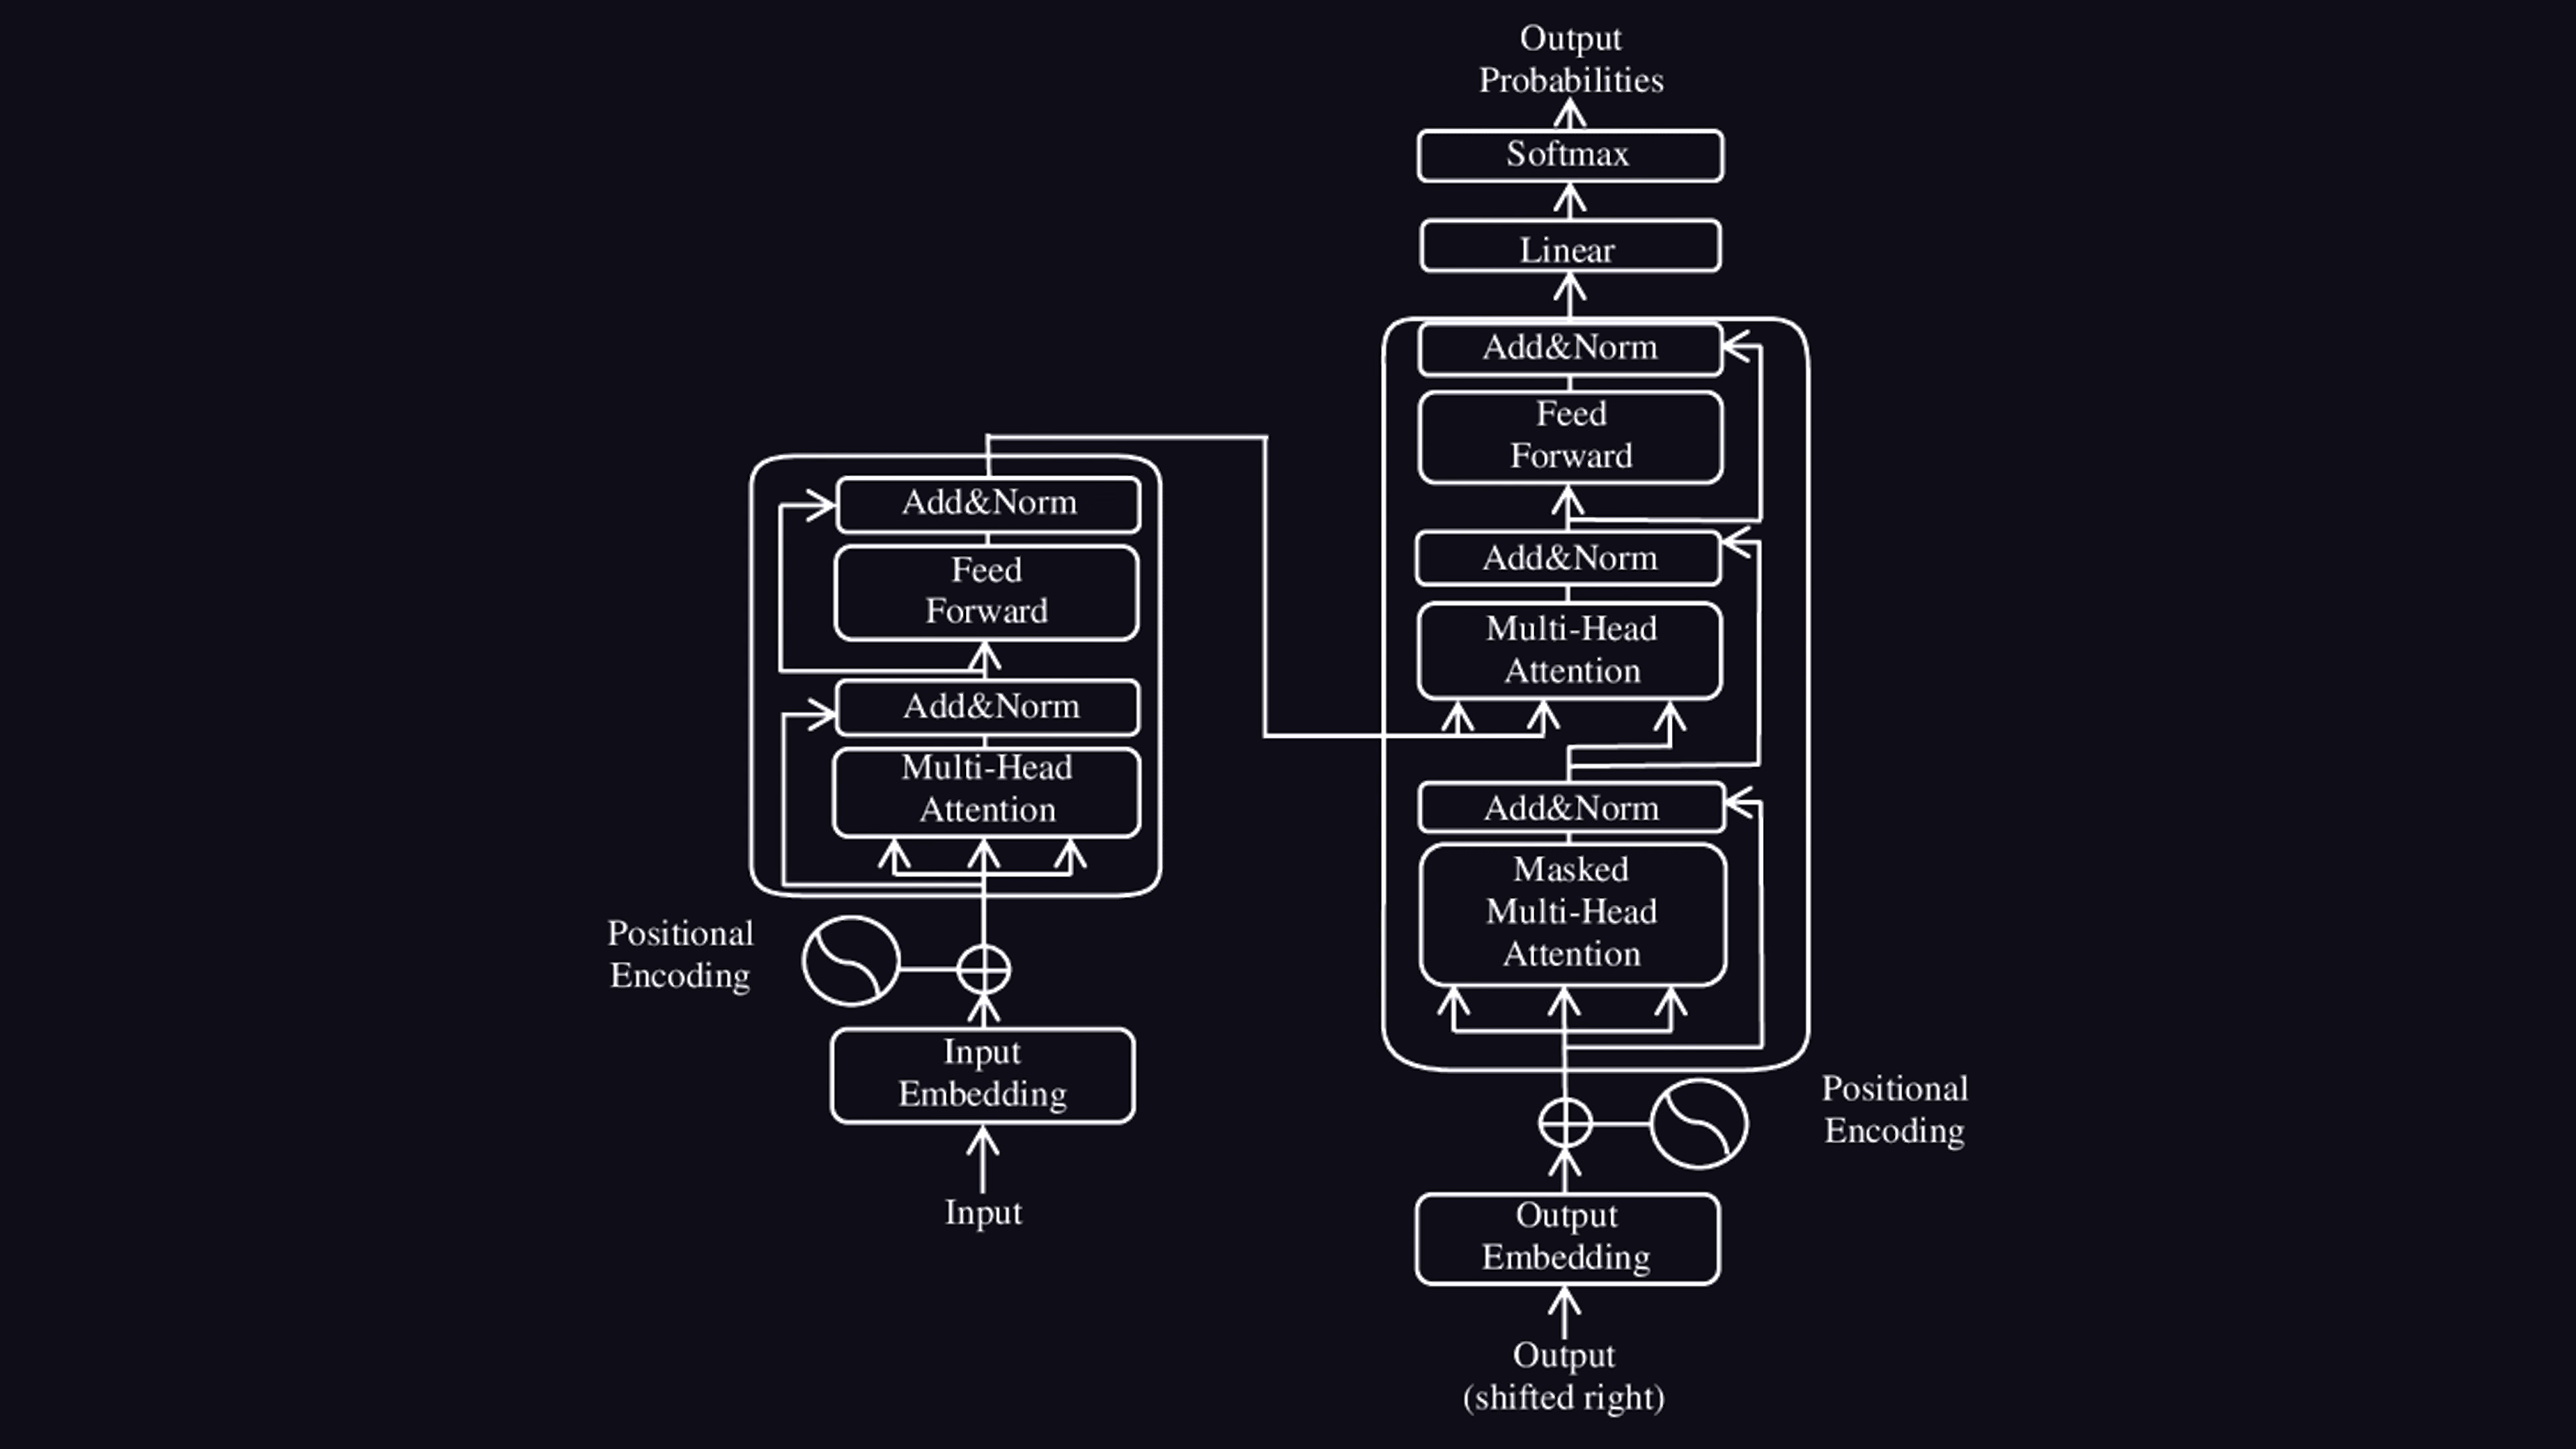 Output
Probabilities
Softmax
Linear
Add&Norm
Feed
Forward
Add&Norm
Multi-Head
Attention
Add&Norm
Masked
Multi-Head
Attention
Positional
Encoding
Output
Embedding
Output
(shifted right)
Add&Norm
Feed
Forward
Add&Norm
Multi-Head
Attention
Positional
Encoding
Input
Embedding
Input